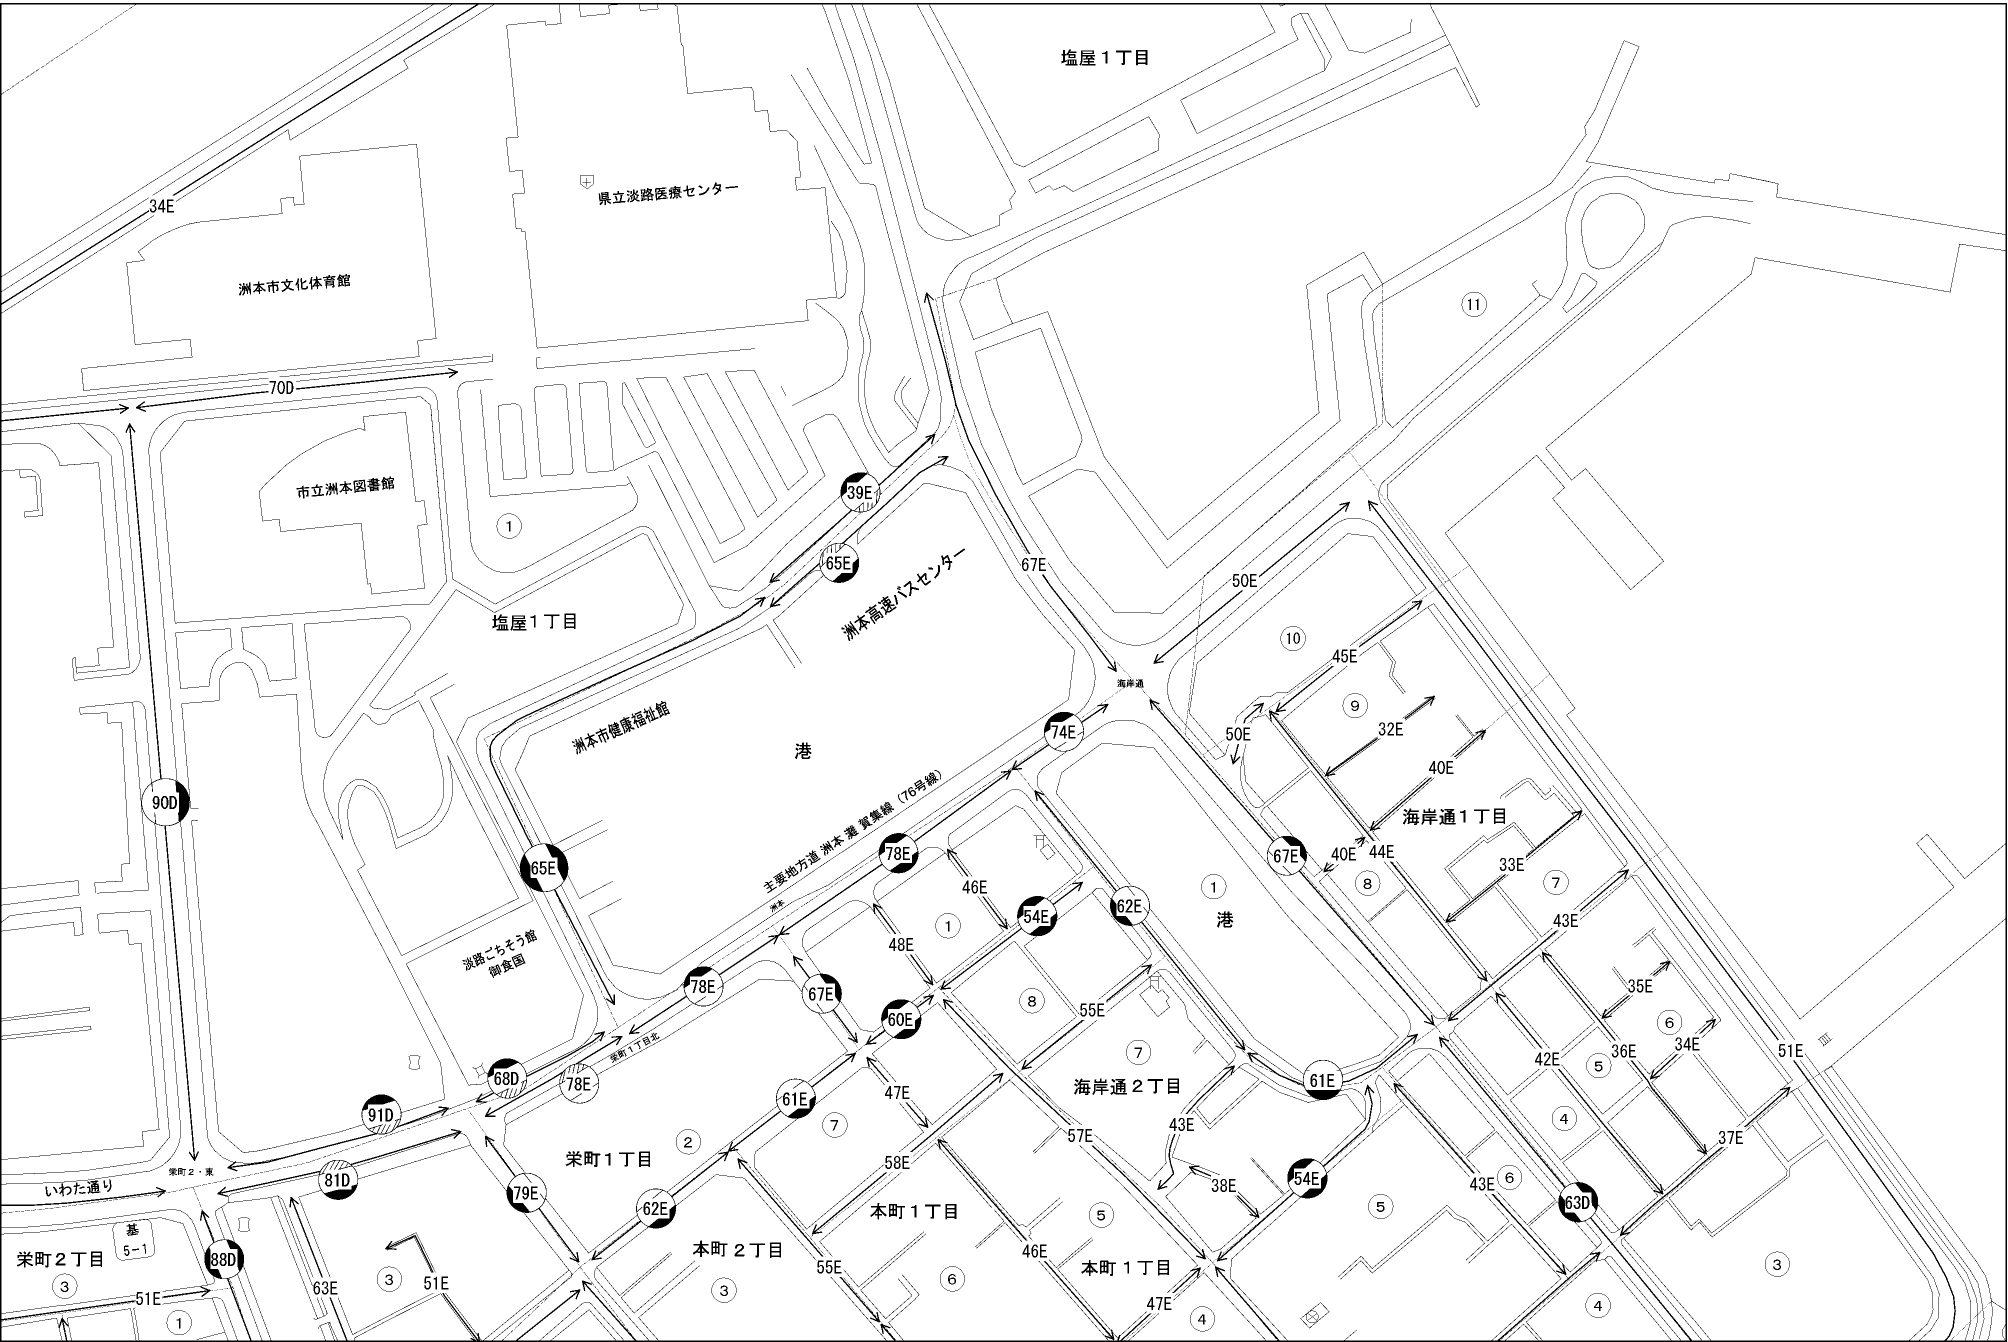 塩屋１丁目
34E
県立淡路医療センター
洲本市文化体育館
11
70D
市立洲本図書館
39E
1
65E
67E
50E
洲本高速バスセンター
塩屋１丁目
10
45E
海岸通
9
洲本市健康福祉館
74E
50E
32E
港
40E
主要地方道 洲本 灘 賀集線（76号線）
90D
海岸通１丁目
78E
40E
44E
67E
65E
33E
8
7
46E
1
62E
洲本
54E
港
43E
1
48E
淡路ごちそう館
御食国
78E
67E
35E
8
55E
60E
6
栄町１丁目北
34E
7
36E
51E
42E
5
68D
78E
61E
海岸通２丁目
47E
61E
91D
4
7
43E
57E
37E
2
栄町１丁目
58E
栄町２・東
6
81D
38E
54E
43E
いわた通り
79E
62E
63D
5
5
本町１丁目
基
5-1
本町２丁目
46E
栄町２丁目
88D
55E
本町１丁目
3
3
51E
63E
6
3
3
51E
47E
4
4
1